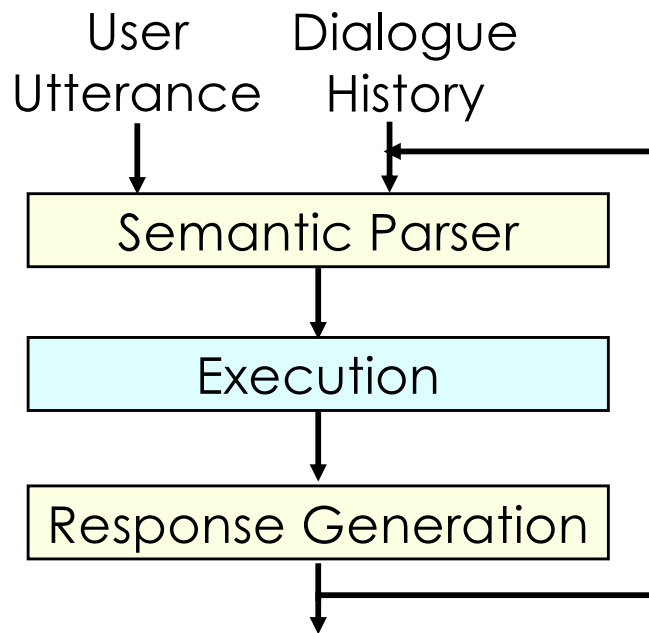 User
Utterance
Dialogue
History
Semantic Parser
Execution
Response Generation